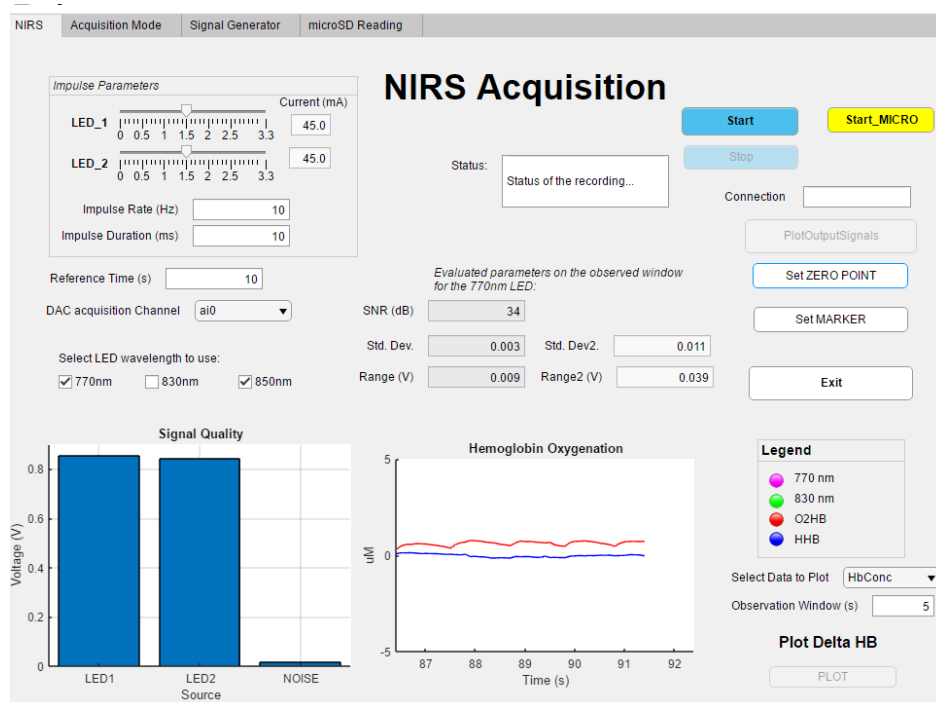 NIRS
Acquisition Mode
Signal Generator
microSD Reading
NIRS Acquisition
Impulse Parameters
Current (mA)
LED_1
0 0.5 1 1.5 2 2.5 3.3
45.0
LED_2
0 0.5 1 1.5 2 2.5 3.3
45.0
Impulse Rate (Hz) 10
Impulse Duration (ms) 10
Reference Time (s) 10
DAC acquisition Channel ai0
Select LED wavelength to use:
770nm 830nm 850nm
Status:
Status of the recording...
Start
Start_MICRO
Stop
Connection
PlotOutputSignals
Set ZERO POINT
Set MARKER
Exit
Evaluated parameters on the observed window
for the 770nm LED:
SNR (dB) 34
Std. Dev. 0.003 Std. Dev2. 0.011
Range (V) 0.009 Range2 (V) 0.039
Signal Quality
Voltage (V)
0.8
0.6
0.4
0.2
0
LED1 LED2 NOISE
Source
Hemoglobin Oxygenation
uM
5
0
-5
87 88 89 90 91 92
Time (s)
Legend
770 nm
830 nm
O2HB
HHB
Select Data to Plot HbConc
Observation Window (s) 5
Plot Delta HB
PLOT